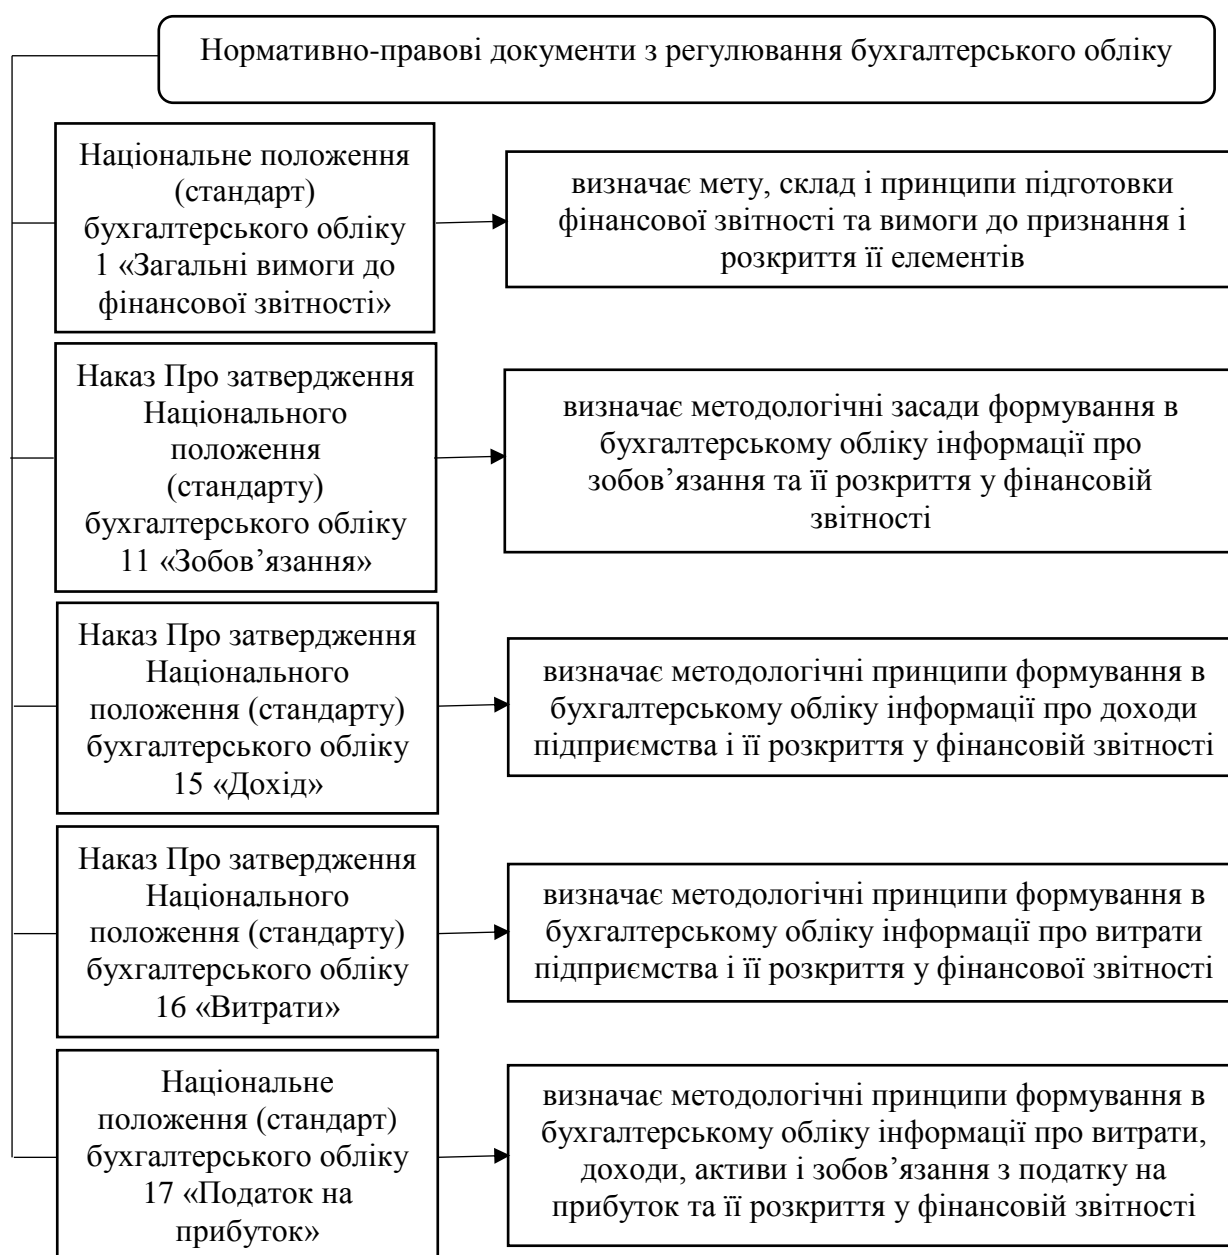 Нормативно-правові документи з регулювання бухгалтерського обліку
Національне положення
(стандарт)
бухгалтерського обліку
1 «Загальні вимоги до
фінансової звітності»
визначає мету, склад і принципи підготовки
фінансової звітності та вимоги до признання і
розкриття її елементів
Наказ Про затвердження
Національного
положення
(стандарту)
бухгалтерського обліку
11 «Зобов’язання»
визначає методологічні засади формування в
бухгалтерському обліку інформації про
зобов’язання та її розкриття у фінансовій
звітності
Наказ Про затвердження
Національного
положення (стандарту)
бухгалтерського обліку
15 «Дохід»
визначає методологічні принципи формування в
бухгалтерському обліку інформації про доходи
підприємства і її розкриття у фінансовій звітності
Наказ Про затвердження
Національного
положення (стандарту)
бухгалтерського обліку
16 «Витрати»
визначає методологічні принципи формування в
бухгалтерському обліку інформації про витрати
підприємства і її розкриття у фінансової звітності
Національне
положення (стандарт)
бухгалтерського обліку
17 «Податок на
прибуток»
визначає методологічні принципи формування в
бухгалтерському обліку інформації про витрати,
доходи, активи і зобов’язання з податку на
прибуток та її розкриття у фінансовій звітності